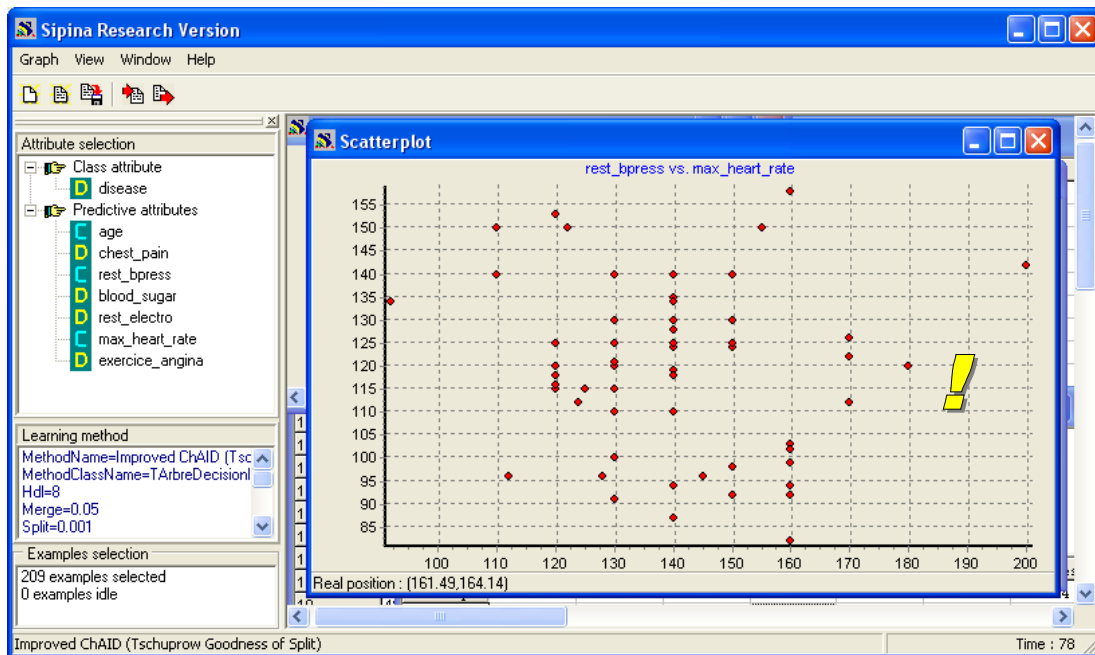 Sipina Research Version
Graph View Window Help
Attribute selection
Class attribute
D disease
Predictive attributes
C age
D chest_pain
C rest_bpress
D blood_sugar
D rest_electro
C max_heart_rate
D exercice_angina
Learning method
MethodName=Improved ChAID (Tsc
MethodClassName=TArbreDecisionI
Hdl=8
Merge=0.05
Split=0.001
Examples selection
209 examples selected
0 examples idle
Scatterplot
rest_bpress vs. max_heart_rate
155
150
145
140
135
130
125
120
115
110
105
100
95
90
85
100 110 120 130 140 150 160 170 180 190 200
!
Real position : (161.49,164.14)
Improved ChAID (Tschuprow Goodness of Split)
Time : 78